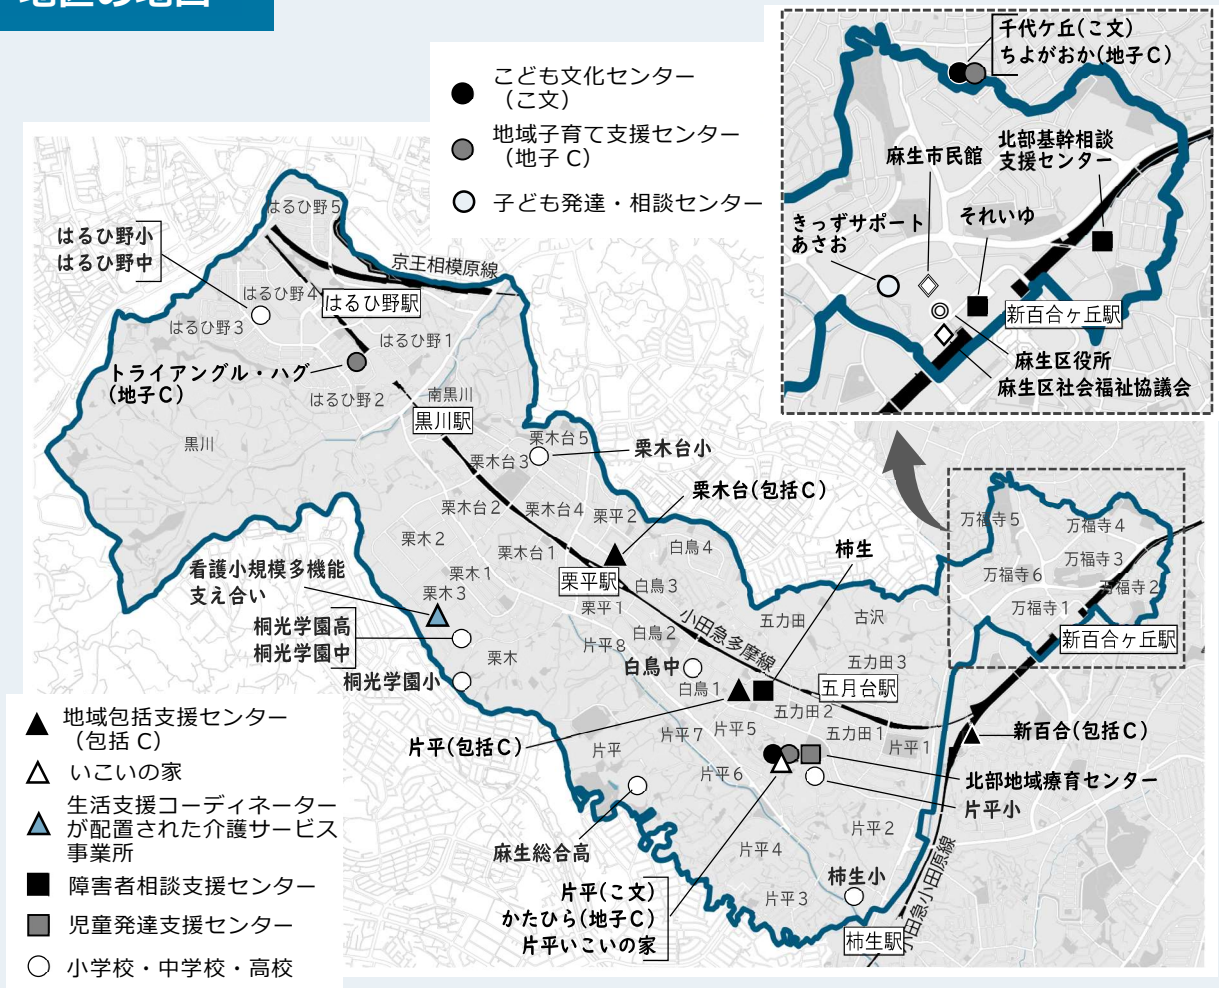 地区の地図
こども文化センター
（こ文）
地域子育て支援センター
（地子 C）
子ども発達・相談センター
千代ケ丘(こ文)
ちよがおか(地子C)
北部基幹相談
支援センター
麻生市民館
きっずサポート
あさお
それいゆ
新百合ヶ丘駅
麻生区役所
麻生区社会福祉協議会
はるひ野5
はるひ野小
はるひ野中
京王相模原線
はるひ野4
はるひ野駅
はるひ野3
はるひ野1
トライアングル・ハグ
(地子C)
はるひ野2
南黒川
黒川駅
黒川
栗木台5
栗木台小
栗木台3
栗木台(包括C)
栗木台2
栗木台4
栗平2
栗木2
栗木台1
白鳥4
柿生
万福寺5
万福寺4
万福寺3
万福寺6
万福寺2
万福寺1
新百合ヶ丘駅
看護小規模多機能
支え合い
栗木1
栗木3
栗平駅
白鳥3
栗平1
小田急多摩線
五力田
古沢
桐光学園高
桐光学園中
片平8
白鳥2
栗木
白鳥中
五力田3
桐光学園小
白鳥1
五月台駅
五力田2
片平(包括C)
片平
片平7
片平5
五力田1
片平1
新百合(包括C)
片平6
北部地域療育センター
片平小
片平2
麻生総合高
片平4
小田急小田原線
片平(こ文)
かたひら(地子C)
片平いこいの家
片平3
柿生小
柿生駅
地域包括支援センター
（包括 C）
いこいの家
生活支援コーディネーター
が配置された介護サービス
事業所
障害者相談支援センター
児童発達支援センター
小学校・中学校・高校